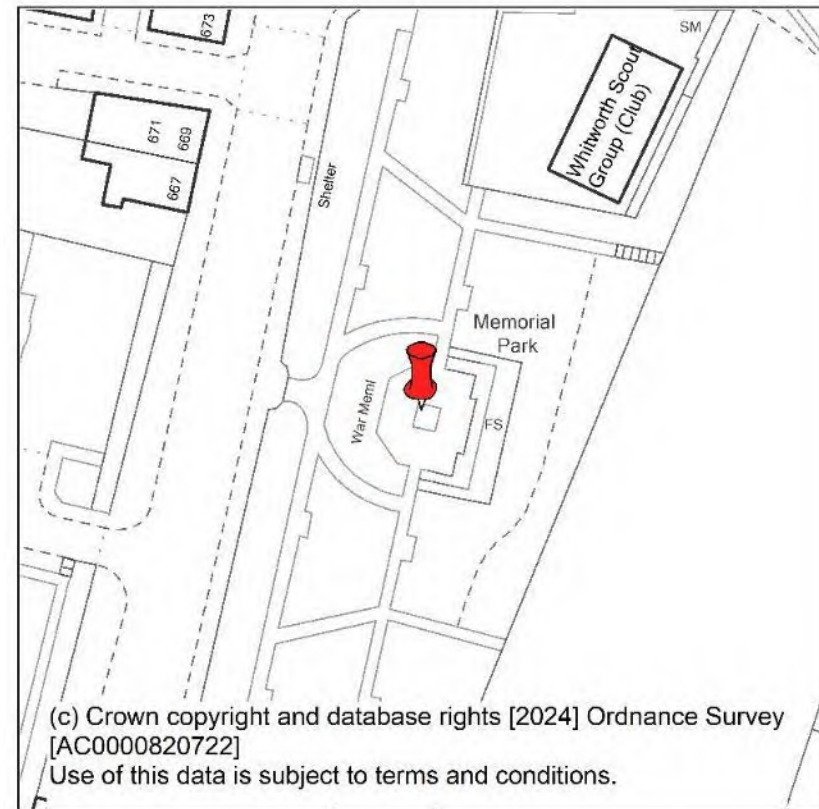 673
SM
Whitworth Scout
Group (Club)
671
669
667
Shelter
Memorial
Park
War Meml
FS
(c) Crown copyright and database rights [2024] Ordnance Survey
[AC0000820722]
Use of this data is subject to terms and conditions.